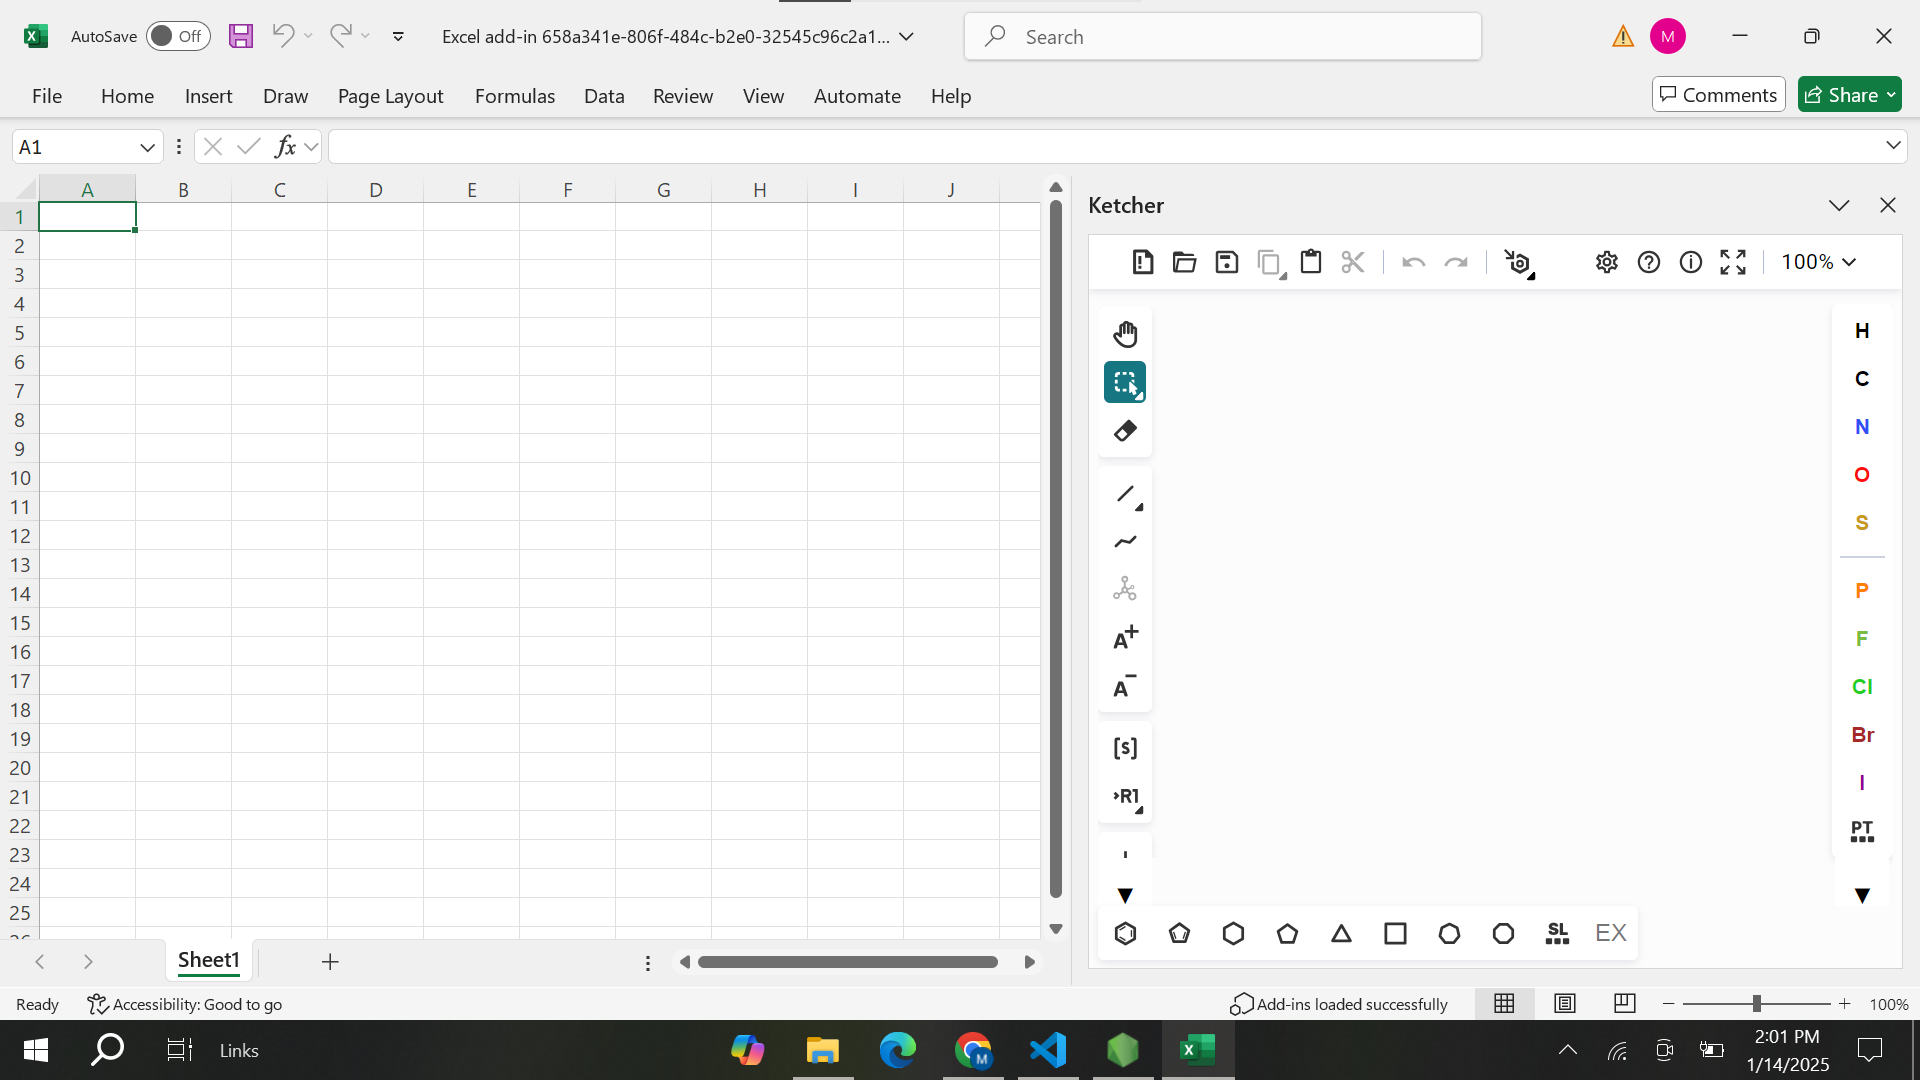 AutoSave Off Excel add-in 658a341e-806f-484c-b2e0-32545c96c2a1... Search M
File Home Insert Draw Page Layout Formulas Data Review View Automate Help Comments Share
A1 fx
A B C D E F G H I J
1
2
3
4
5
6
7
8
9
10
11
12
13
14
15
16
17
18
19
20
21
22
23
24
25
Ketcher
100%
H
C
N
O
S
P
F
Cl
Br
I
PT
A+
A-
[S]
R1
SL EX
Sheet1
Ready Accessibility: Good to go Add-ins loaded successfully 100%
Links M 2:01 PM
1/14/2025